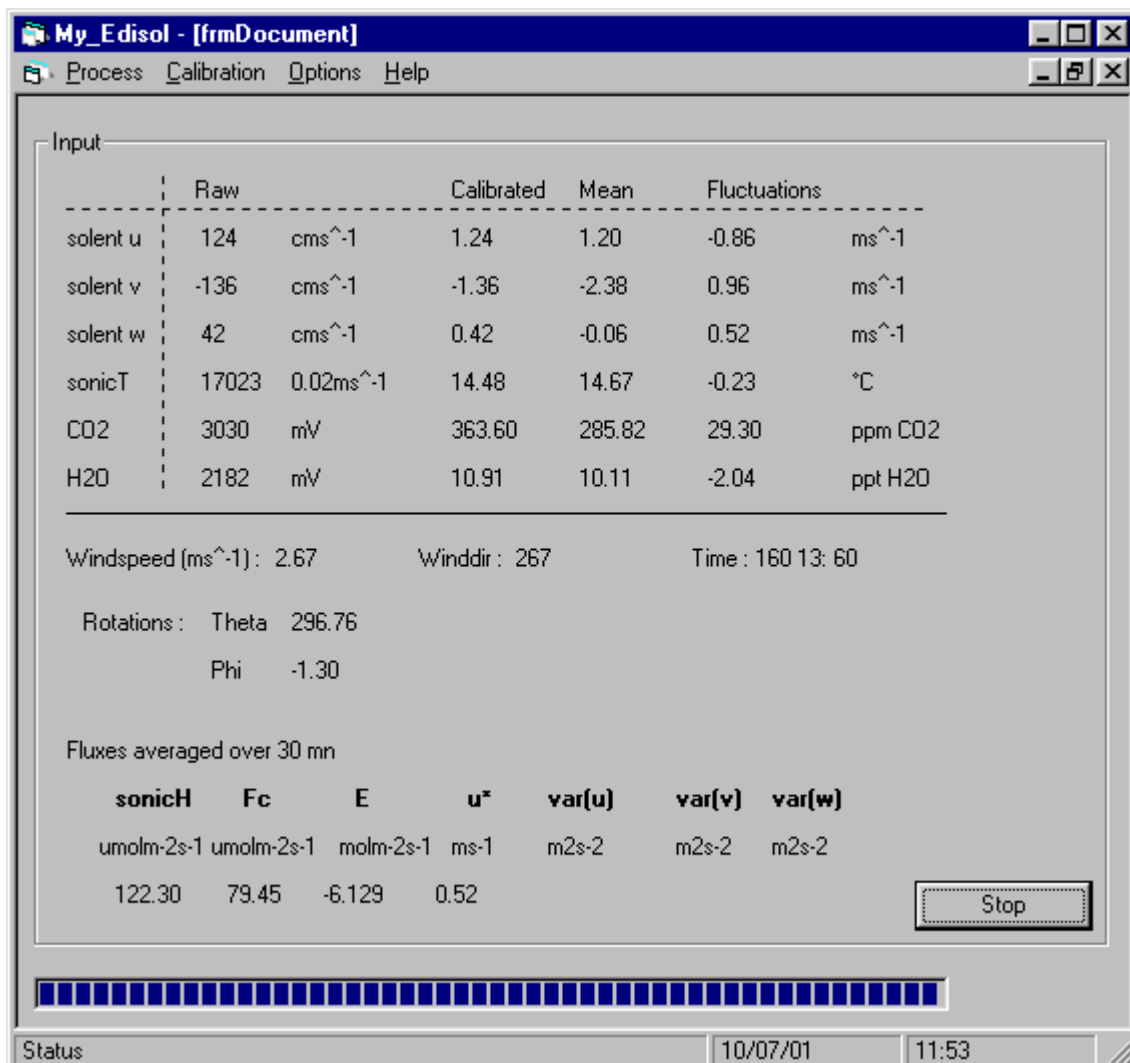 My_Edisol - [frmDocument]
Process Calibration Options Help
Input
Raw Calibrated Mean Fluctuations
solent u 124 cms^-1 1.24 1.20 -0.86 ms^-1
solent v -136 cms^-1 -1.36 -2.38 0.96 ms^-1
solent w 42 cms^-1 0.42 -0.06 0.52 ms^-1
sonicT 17023 0.02ms^-1 14.48 14.67 -0.23 °C
CO2 3030 mV 363.60 285.82 29.30 ppm CO2
H2O 2182 mV 10.91 10.11 -2.04 ppt H2O
Windspeed (ms^-1) : 2.67 Winddir : 267 Time : 160 13: 60
Rotations : Theta 296.76
Phi -1.30
Fluxes averaged over 30 mn
sonicH Fc E u* var(u) var(v) var(w)
umolm-2s-1 umolm-2s-1 molm-2s-1 ms-1 m2s-2 m2s-2 m2s-2
122.30 79.45 -6.129 0.52
Stop
Status 10/07/01 11:53